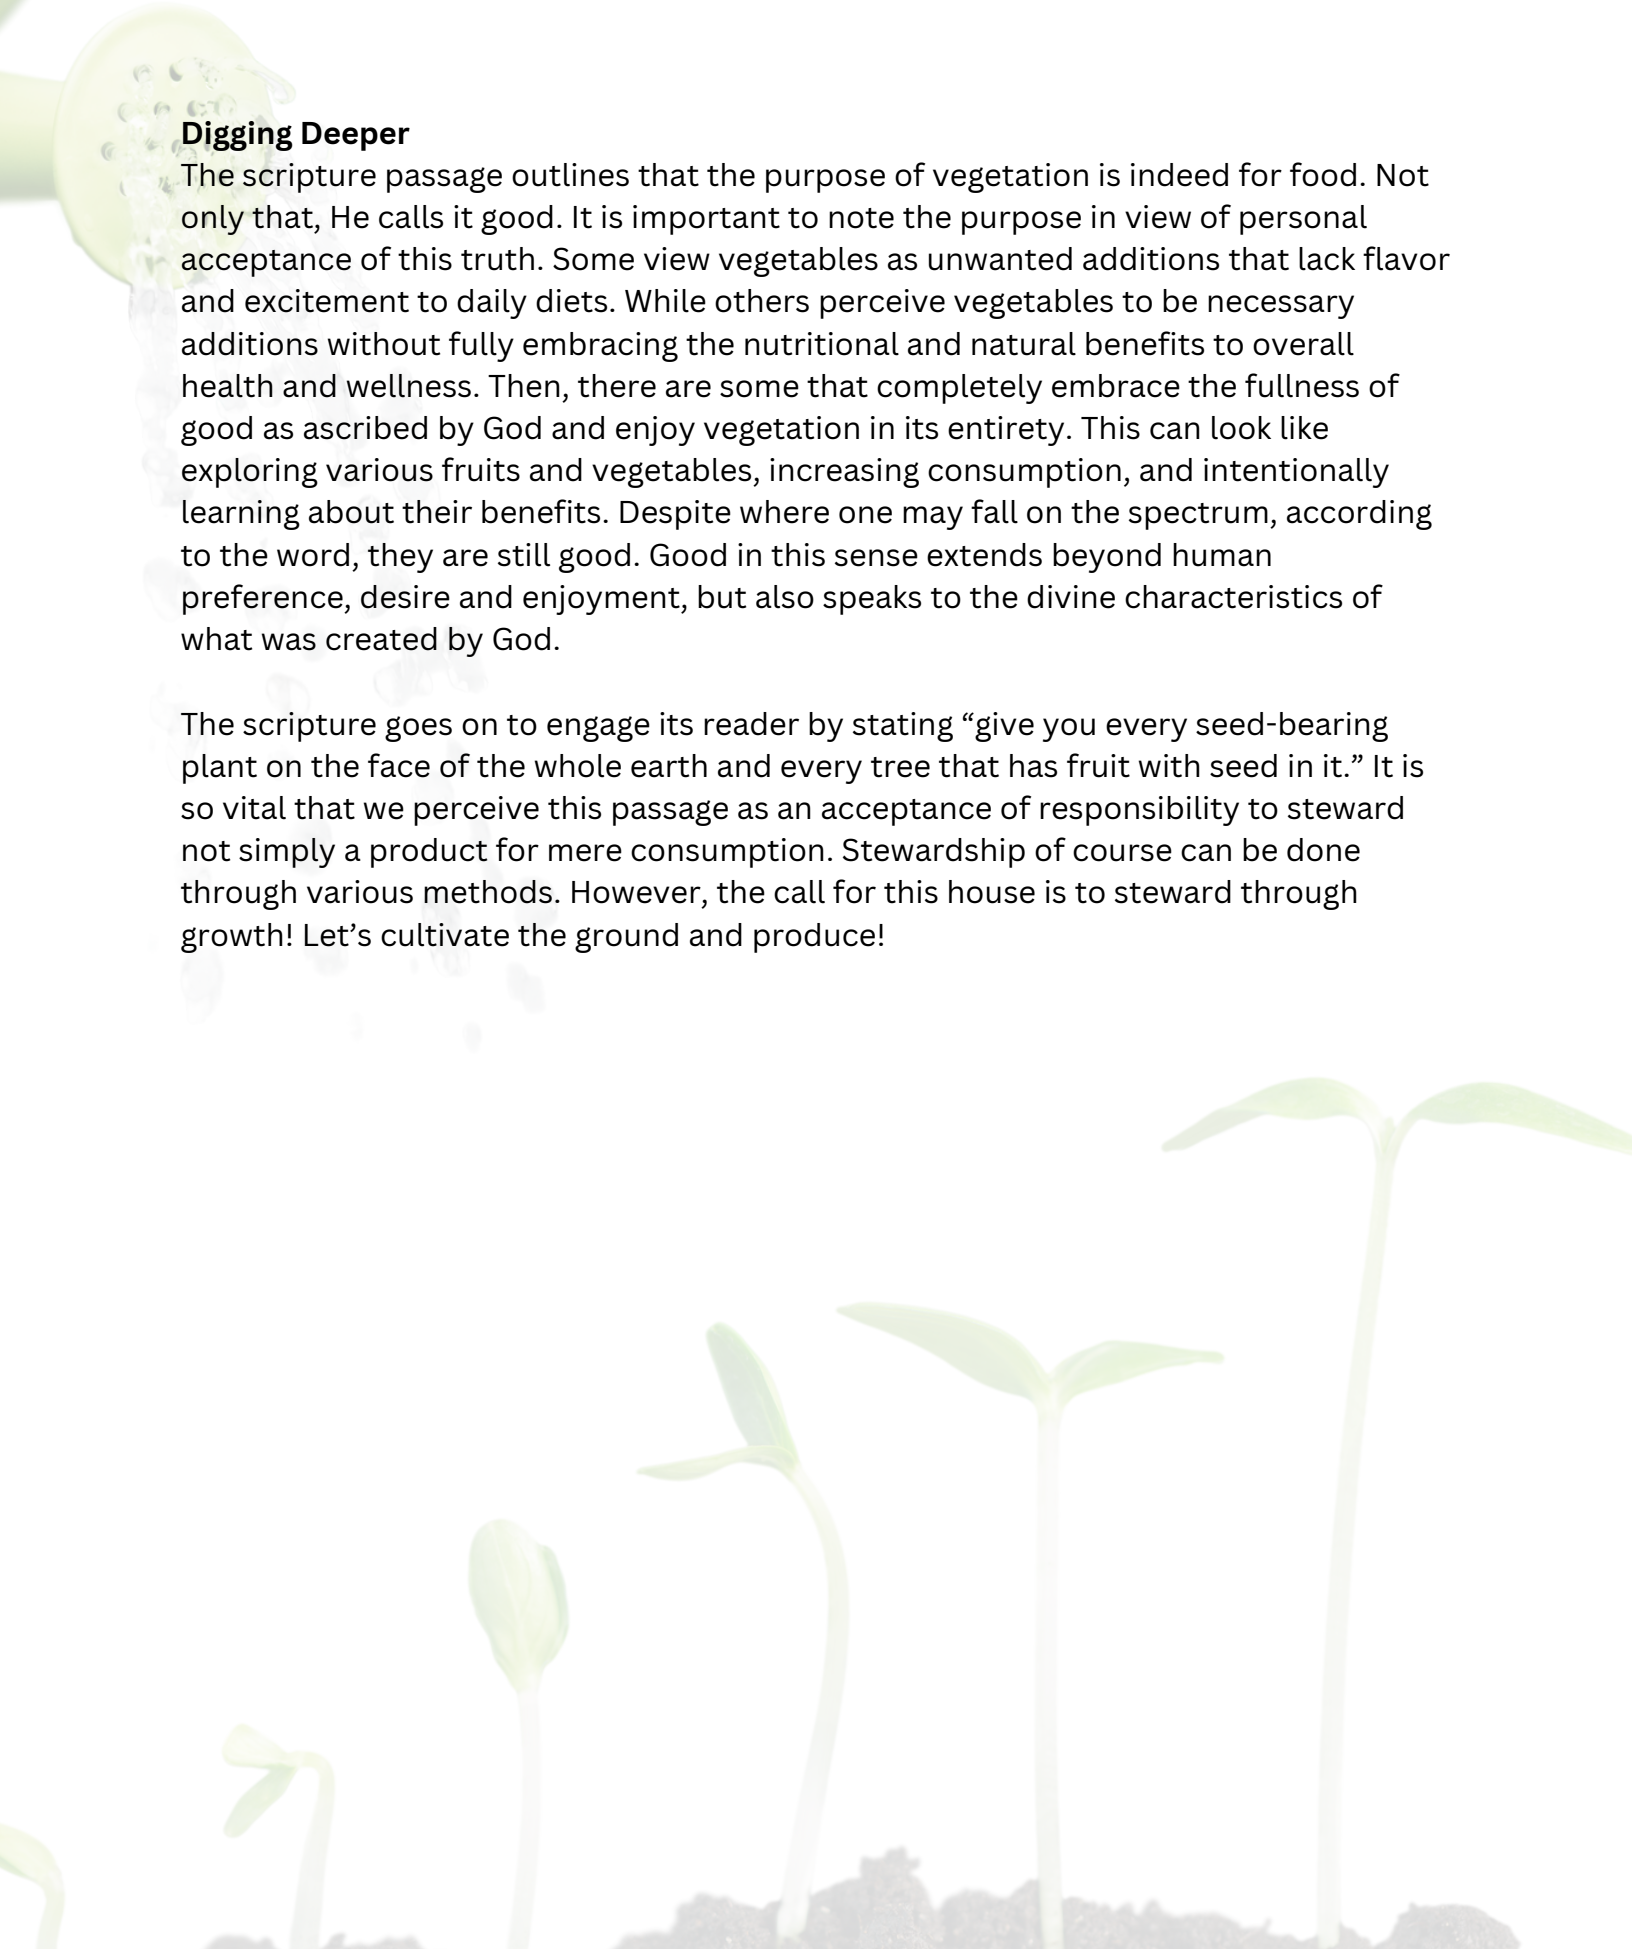 Digging Deeper
The scripture passage outlines that the purpose of vegetation is indeed for food. Not
only that, He calls it good. It is important to note the purpose in view of personal
acceptance of this truth. Some view vegetables as unwanted additions that lack flavor
and excitement to daily diets. While others perceive vegetables to be necessary
additions without fully embracing the nutritional and natural benefits to overall
health and wellness. Then, there are some that completely embrace the fullness of
good as ascribed by God and enjoy vegetation in its entirety. This can look like
exploring various fruits and vegetables, increasing consumption, and intentionally
learning about their benefits. Despite where one may fall on the spectrum, according
to the word, they are still good. Good in this sense extends beyond human
preference, desire and enjoyment, but also speaks to the divine characteristics of
what was created by God.
The scripture goes on to engage its reader by stating “give you every seed-bearing
plant on the face of the whole earth and every tree that has fruit with seed in it.” It is
so vital that we perceive this passage as an acceptance of responsibility to steward
not simply a product for mere consumption. Stewardship of course can be done
through various methods. However, the call for this house is to steward through
growth! Let’s cultivate the ground and produce!